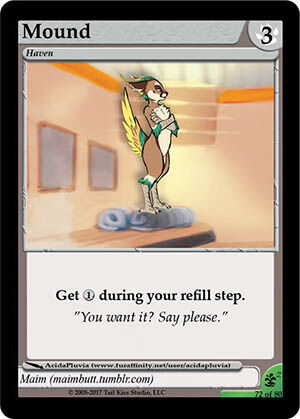 Mound
3
Haven
Get 1 during your refill step.
"You want it? Say please."
AcidaPluvia (www.furaffinity.net/user/acidapluvia)
Maim (maimbutt.tumblr.com)
© 2008-2017 Tail Kiss Studio, LLC
72 of 80